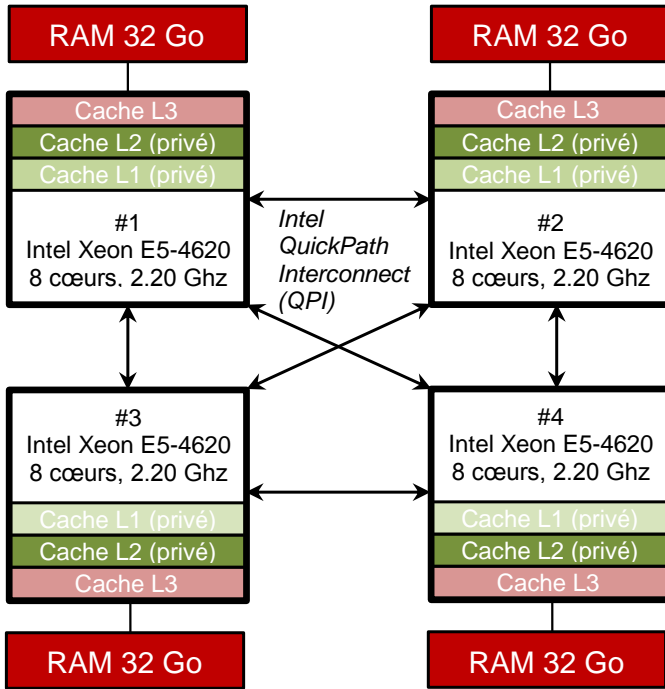 RAM 32 Go
Cache L3
Cache L2 (privé)
Cache L1 (privé)
#1
Intel Xeon E5-4620
8 cœurs, 2.20 Ghz
RAM 32 Go
Cache L3
Cache L2 (privé)
Cache L1 (privé)
#2
Intel Xeon E5-4620
8 cœurs, 2.20 Ghz
Intel
QuickPath
Interconnect
(QPI)
#3
Intel Xeon E5-4620
8 cœurs, 2.20 Ghz
Cache L1 (privé)
Cache L2 (privé)
Cache L3
RAM 32 Go
#4
Intel Xeon E5-4620
8 cœurs, 2.20 Ghz
Cache L1 (privé)
Cache L2 (privé)
Cache L3
RAM 32 Go